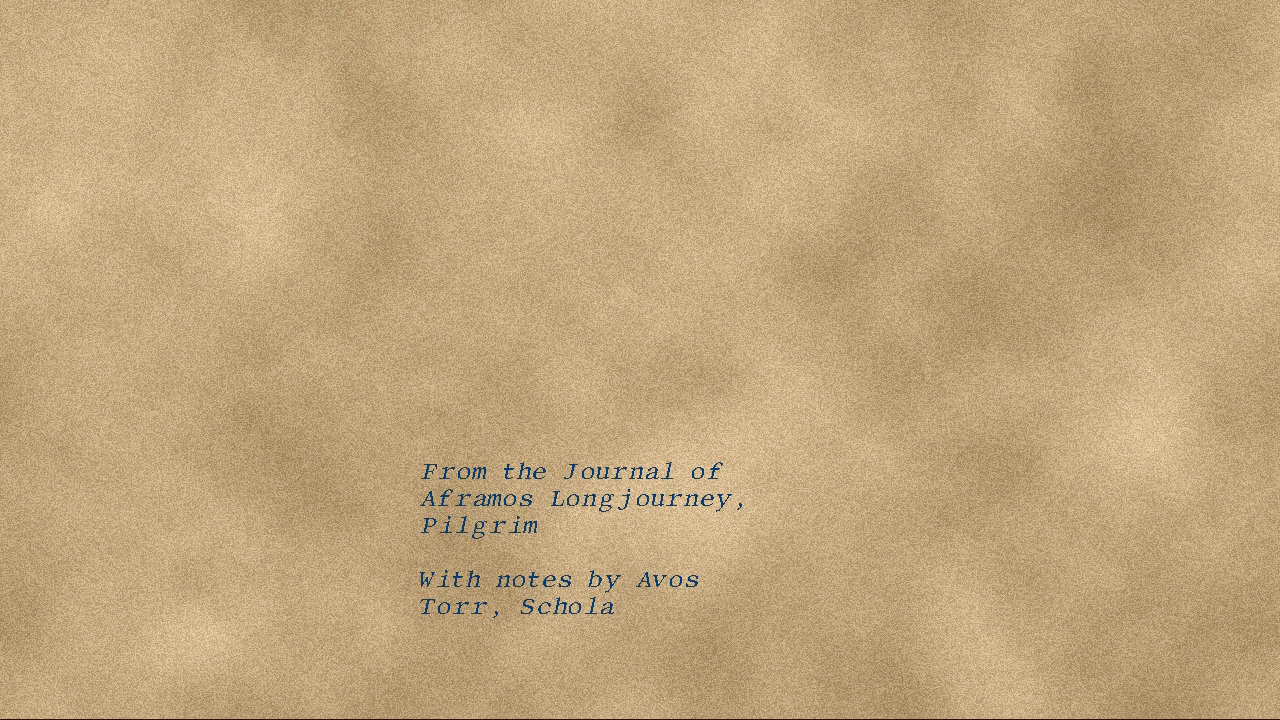 From the Journal of
Aframos Longjourney,
Pilgrim
With notes by Avos
Torr, Schola